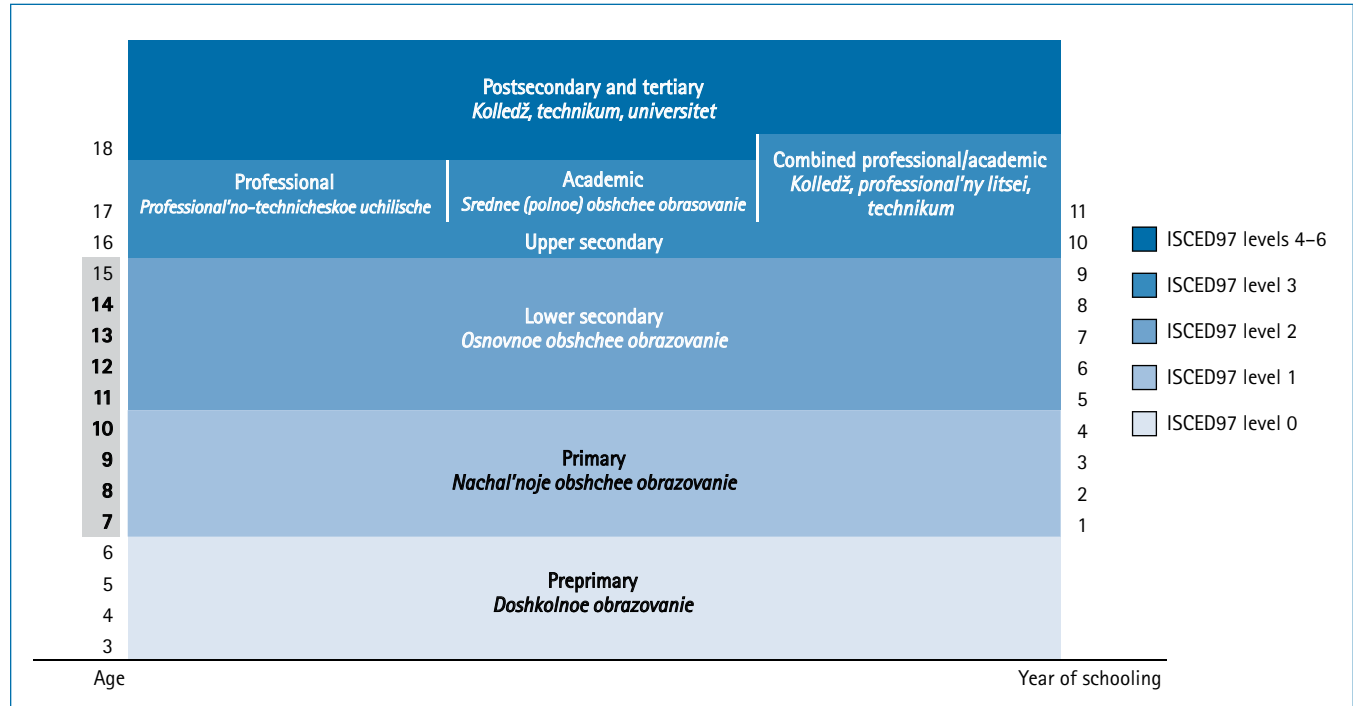 Postsecondary and tertiary
Kolledž, technikum, universitet
18
Professional
Professional'no-technicheskoe uchilische
Academic
Srednee (polnoe) obshchee obrasovanie
Combined professional/academic
Kolledž, professional'ny litsei,
technikum
17
11
16
Upper secondary
10
15
9
14
8
Lower secondary
Osnovnoe obshchee obrazovanie
13
7
12
6
11
5
10
4
9
3
Primary
Nachal'noje obshchee obrazovanie
8
2
7
1
6
5
Preprimary
Doshkolnoe obrazovanie
4
3
Age
Year of schooling
ISCED97 levels 4–6
ISCED97 level 3
ISCED97 level 2
ISCED97 level 1
ISCED97 level 0